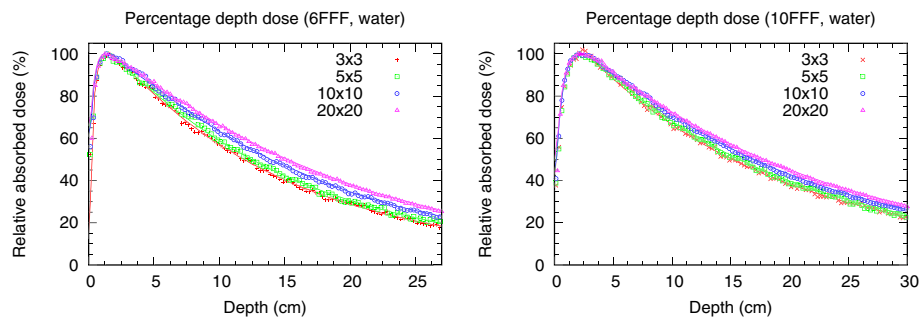 Percentage depth dose (6FFF, water)
Relative absorbed dose (%)
100
80
60
40
20
0
3x3
5x5
10x10
20x20
0 5 10 15 20 25
Depth (cm)
Percentage depth dose (10FFF, water)
Relative absorbed dose (%)
100
80
60
40
20
0
3x3
5x5
10x10
20x20
0 5 10 15 20 25 30
Depth (cm)